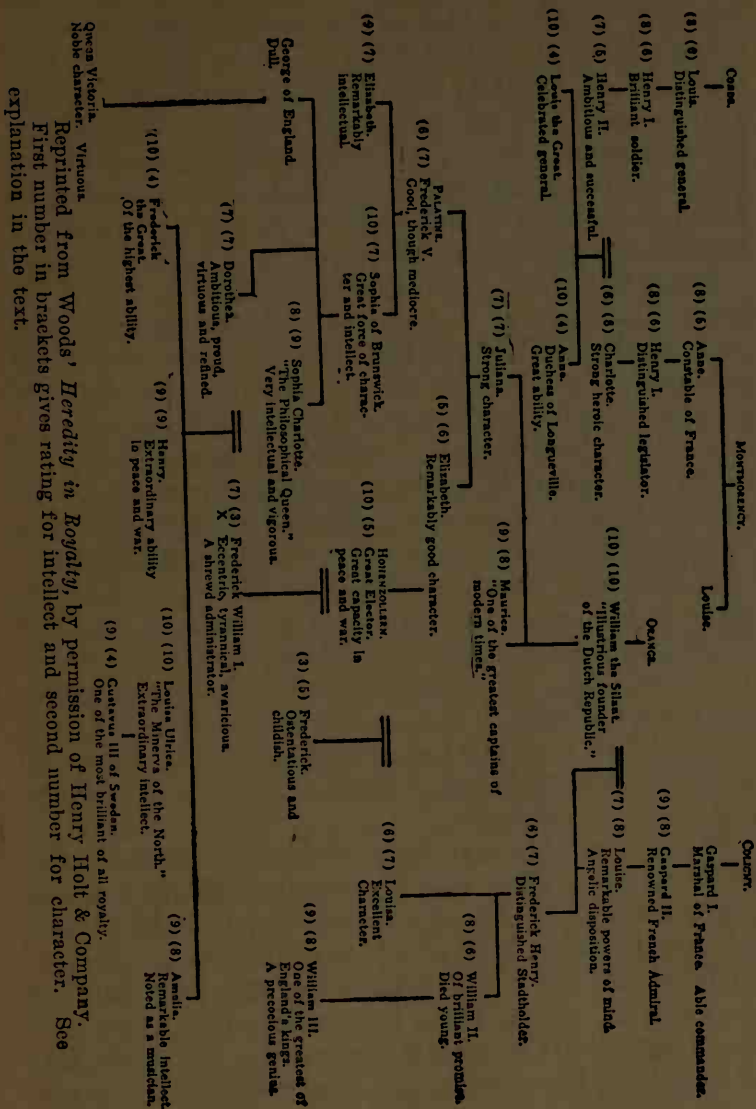 MONTMORENCY.
CONDE.
Louise.
ORANGE
COLIGNY.
(8) (6) Louis.
Distinguished general.
(8) (6) Anne.
Constable of France.
Gaspard I.
Marshal of France. Able commander.
(8) (6) Henry I.
Brilliant soldier.
(8) (6) Henry I.
Distinguished legislator.
(10) (10) William the Silent.
"Illustrious founder
of the Dutch Republic."
(9) (8) Gaspard II.
Renowned French Admiral
(7) (5) Henry II.
Ambitious and successful.
(6) (8) Charlotte.
Strong heroic character.
(7) (8) Louise.
Remarkable powers of mind.
Angelic disposition.
(10) (4) Louis the Great.
Celebrated general.
(10) (4) Anne.
Duchess of Longueville.
Great ability.
(9) (8) Maurice.
"One of the greatest captains of
modern times."
(7) (7) Juliana.
Strong character.
(6) (7) Frederick Henry.
Distinguished Stadtholder.
PALATINE.
(6) (7) Frederick V.
Good, though mediocre.
(5) (6) Elizabeth.
Remarkably good character.
(6) (7) Louisa.
Excellent
Character.
(8) (6) William II.
Of brilliant promise.
Died young.
(9) (7) Elizabeth.
Remarkably
intellectual
(10) (7) Sophia of Brunswick.
Great force of charac-
ter and intellect.
HOHENZOLLERN.
(10) (5) Great Elector.
Great capacity in
peace and war.
(9) (8) William III.
One of the greatest of
England's kings.
A precocious genius.
George of England.
Dull.
(8) (9) Sophia Charlotte.
"The Philosophical Queen."
Very intellectual and vigorous.
(3) (5) Frederick.
Ostentatious and
childish.
(7) (7) Dorothea.
Ambitious, proud,
virtuous and refined.
(7) (3) Frederick William I.
X Eccentric, tyrannical, avaricious.
A shrewd administrator.
(10) (4) Frederick
the Great.
Of the highest ability.
(9) (9) Henry.
Extraordinary ability
in peace and war.
(10) (10) Louisa Ulrica.
"The Minerva of the North."
Extraordinary intellect.
(9) (8) Amelia.
Remarkable intellect
Noted as a musician.
Queen Victoria.
Noble character. Virtuous.
(9) (4) Gustavus III of Sweden.
One of the most brilliant of all royalty.
Reprinted from Woods' Heredity in Royalty, by permission of Henry Holt & Company.
First number in brackets gives rating for intellect and second number for character. See
explanation in the text.